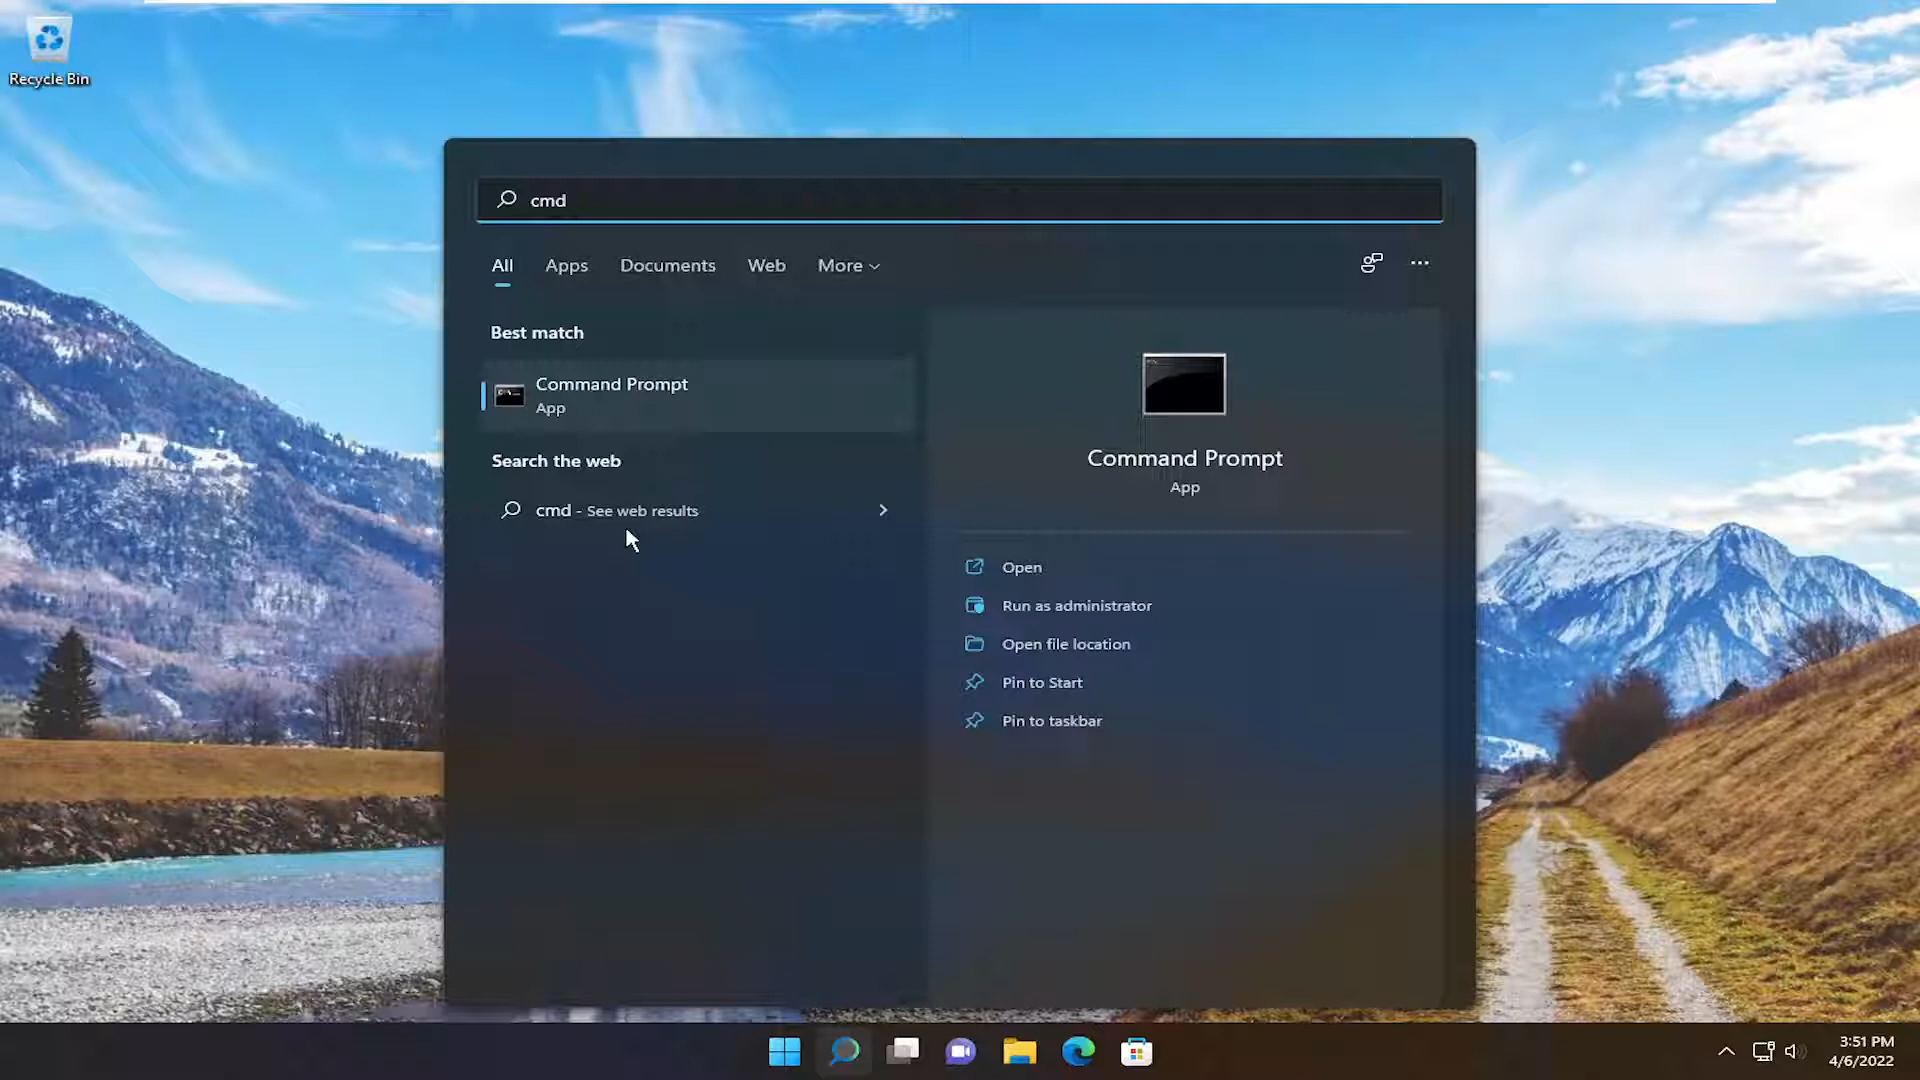 Recycle Bin
cmd
All Apps Documents Web More
Best match
Command Prompt
App
Search the web
cmd - See web results
Command Prompt
App
Open
Run as administrator
Open file location
Pin to Start
Pin to taskbar
3:51 PM
4/6/2022